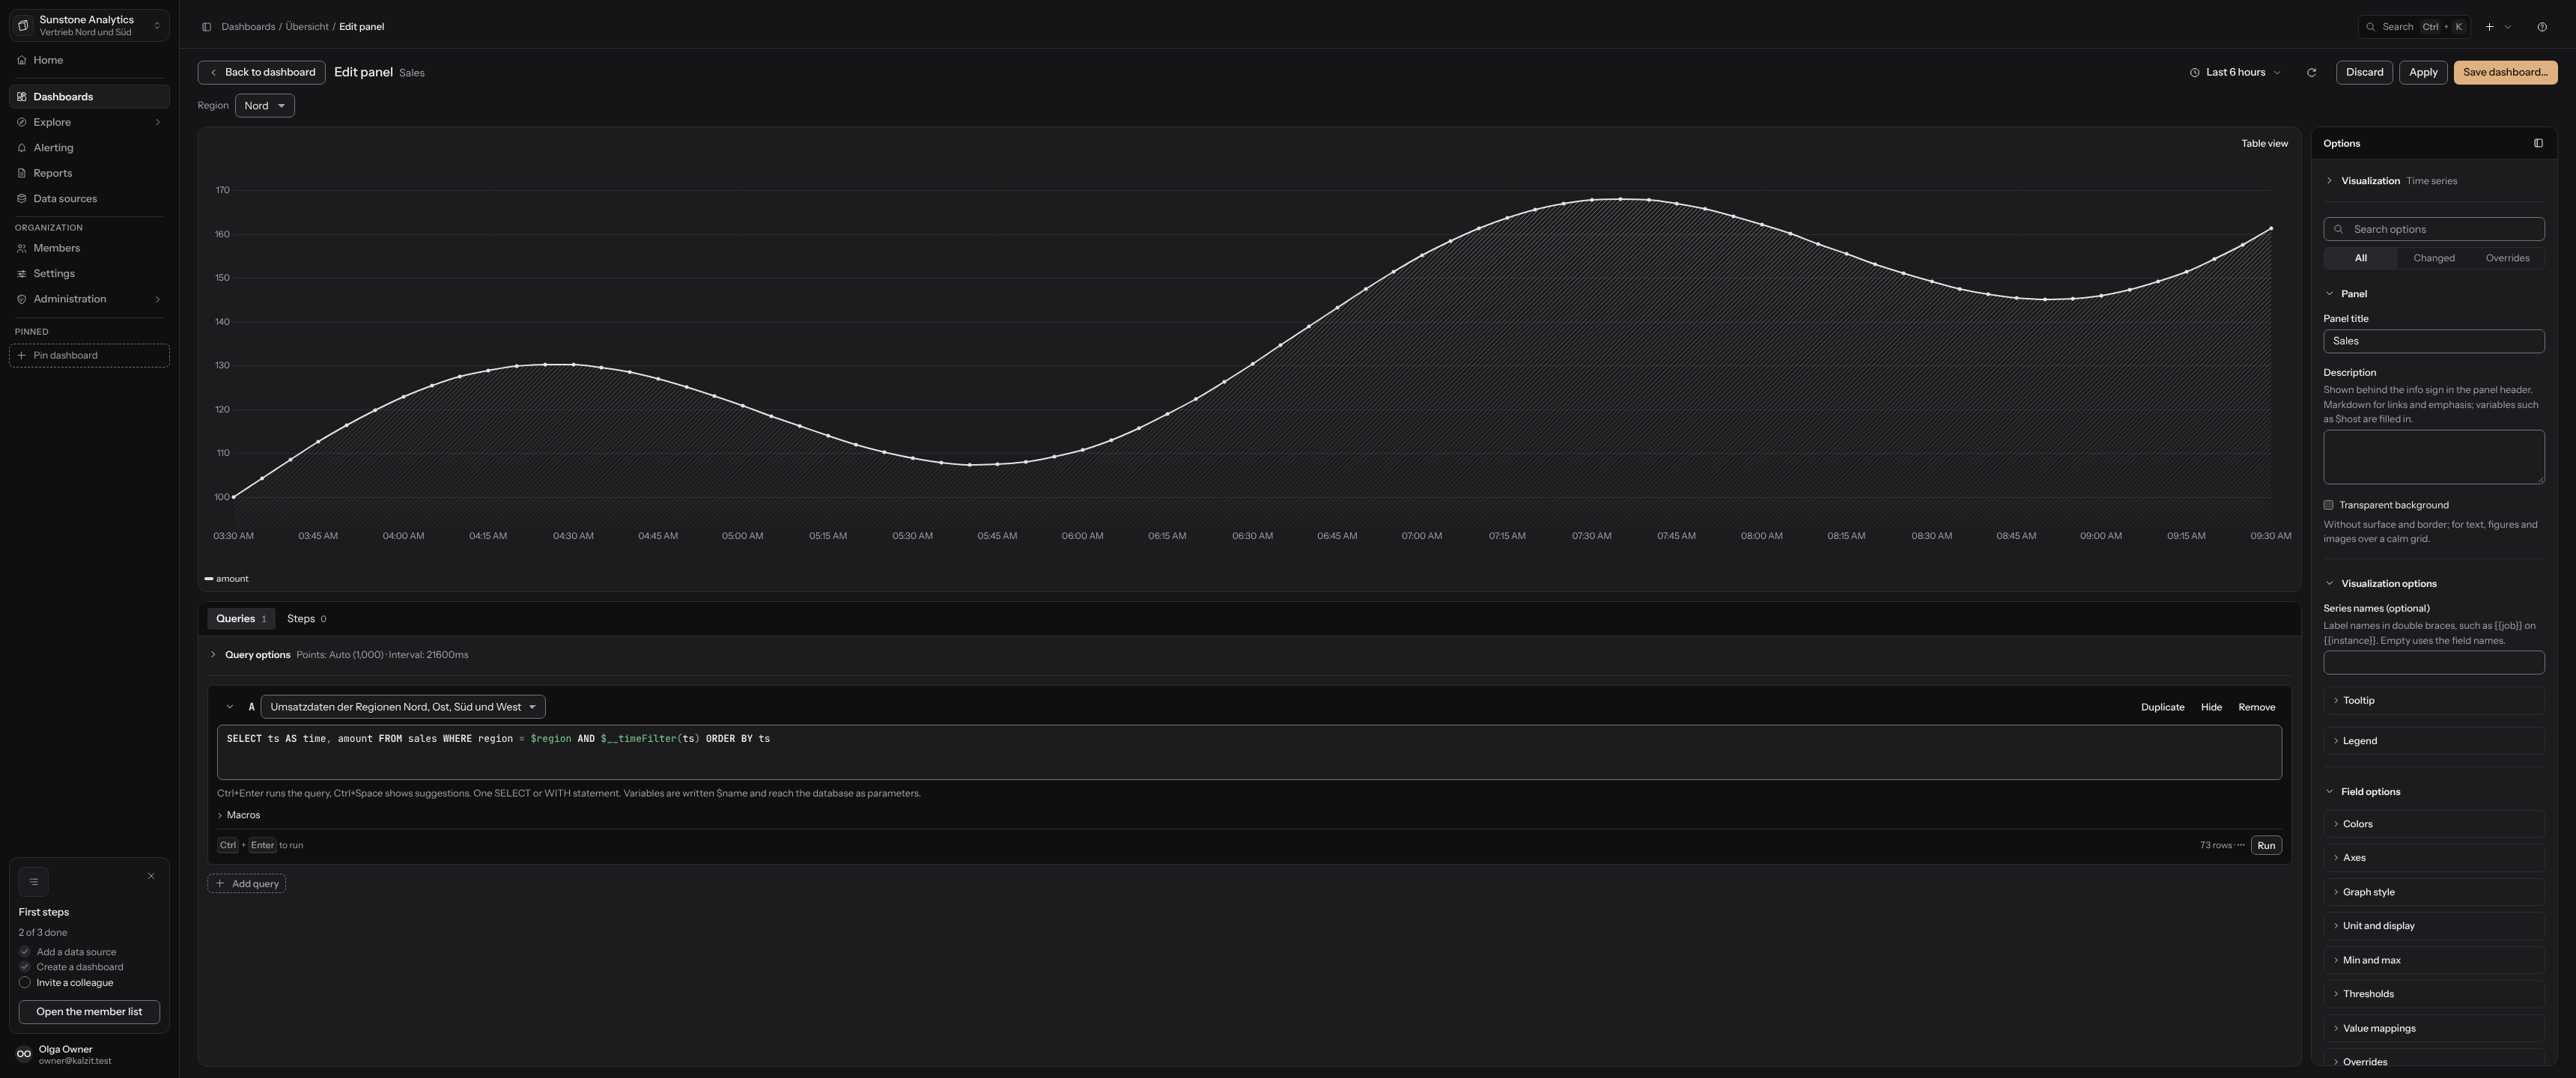 Sunstone Analytics
Vertrieb Nord und Süd
Home
Dashboards
Explore
Alerting
Reports
Data sources
ORGANIZATION
Members
Settings
Administration
PINNED
Pin dashboard
First steps
2 of 3 done
Add a data source
Create a dashboard
Invite a colleague
Open the member list
OO
Olga Owner
owner@kalzit.test
Dashboards / Übersicht / Edit panel
Search Ctrl + K
Back to dashboard
Edit panel Sales
Last 6 hours
Discard
Apply
Save dashboard...
Region Nord
Table view
170
160
150
140
130
120
110
100
03:30 AM 03:45 AM 04:00 AM 04:15 AM 04:30 AM 04:45 AM 05:00 AM 05:15 AM 05:30 AM 05:45 AM 06:00 AM 06:15 AM 06:30 AM 06:45 AM 07:00 AM 07:15 AM 07:30 AM 07:45 AM 08:00 AM 08:15 AM 08:30 AM 08:45 AM 09:00 AM 09:15 AM 09:30 AM
amount
Queries 1 Steps 0
Query options Points: Auto (1,000) · Interval: 21600ms
A Umsatzdaten der Regionen Nord, Ost, Süd und West
Duplicate Hide Remove
SELECT ts AS time, amount FROM sales WHERE region = $region AND $__timeFilter(ts) ORDER BY ts
Ctrl+Enter runs the query, Ctrl+Space shows suggestions. One SELECT or WITH statement. Variables are written $name and reach the database as parameters.
Macros
Ctrl + Enter to run
73 rows · ···
Run
Add query
Options
Visualization Time series
Search options
All Changed Overrides
Panel
Panel title
Sales
Description
Shown behind the info sign in the panel header.
Markdown for links and emphasis; variables such
as $host are filled in.
Transparent background
Without surface and border; for text, figures and
images over a calm grid.
Visualization options
Series names (optional)
Label names in double braces, such as {{job}} on
{{instance}}. Empty uses the field names.
Tooltip
Legend
Field options
Colors
Axes
Graph style
Unit and display
Min and max
Thresholds
Value mappings
Overrides